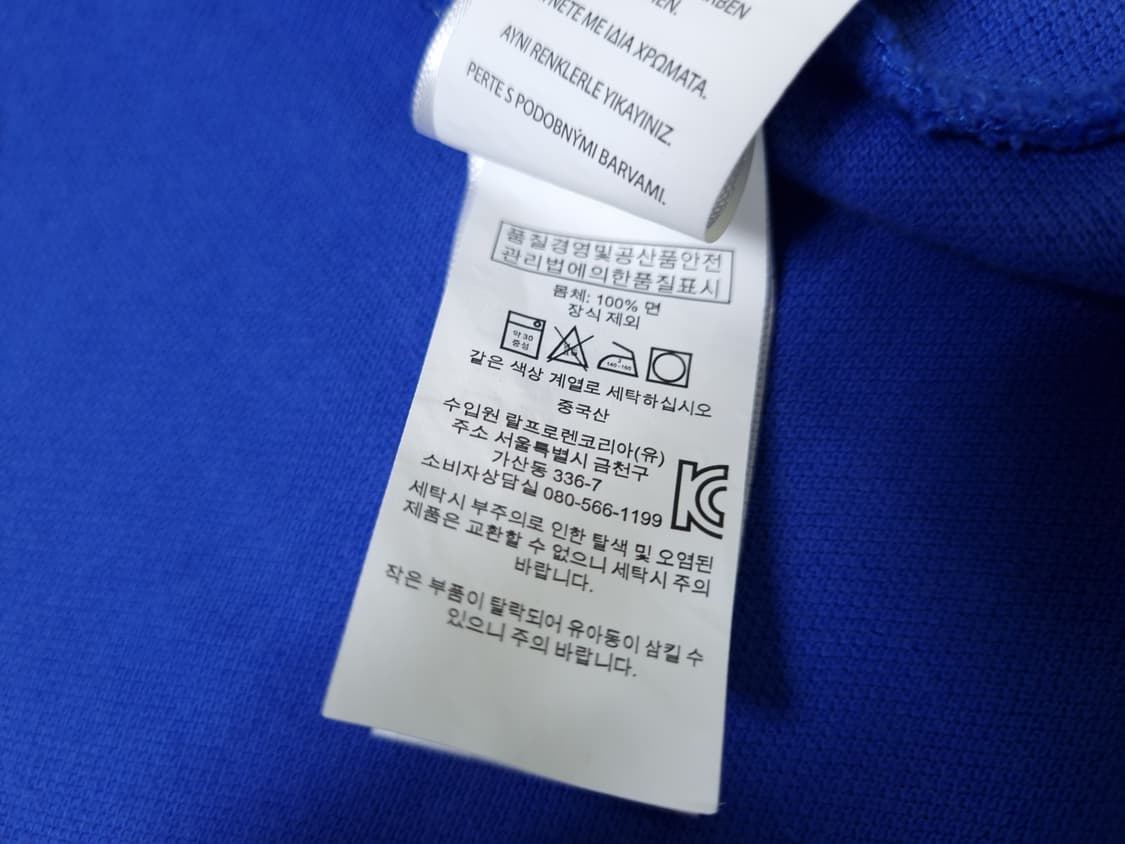 ΝΕΤΕ ΜΕ ΙΔΙΑ ΧΡΩΜΑΤΑ.
AYNI RENKLERLE YIKAYINIZ.
PERTE S PODOBNÝMI BARVAMI.
품질경영및공산품안전
관리법에의한품질표시
몸체: 100% 면
장식 제외
약 30
중성
140~160
같은 색상 계열로 세탁하십시오
중국산
수입원 랄프로렌코리아(유)
주소 서울특별시 금천구
가산동 336-7
소비자상담실 080-566-1199
세탁시 부주의로 인한 탈색 및 오염된
제품은 교환할 수 없으니 세탁시 주의
바랍니다.
작은 부품이 탈락되어 유아동이 삼킬 수
있으니 주의 바랍니다.